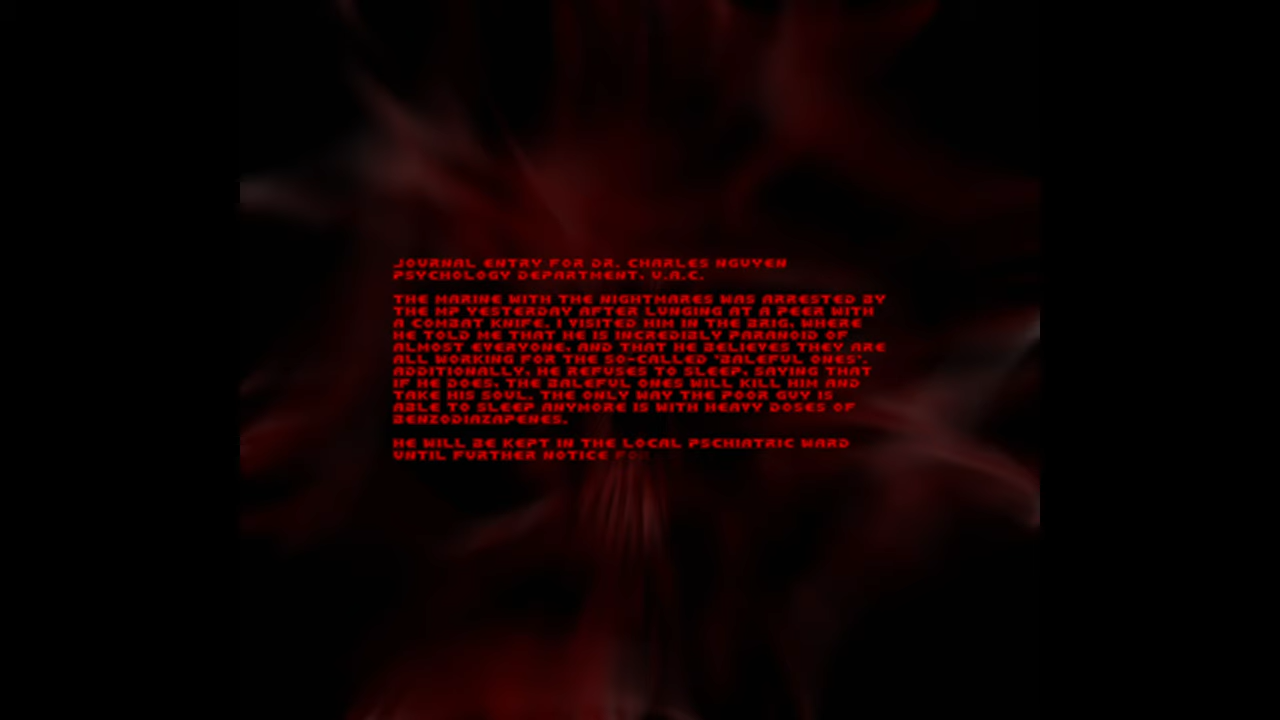 JOURNAL ENTRY FOR DR. CHARLES NGUYEN
PSYCHOLOGY DEPARTMENT, U.A.C.
THE MARINE WITH THE NIGHTMARES WAS ARRESTED BY
THE MP YESTERDAY AFTER LUNGING AT A PEER WITH
A COMBAT KNIFE. I VISITED HIM IN THE BRIG, WHERE
HE TOLD ME THAT HE IS INCREDIBLY PARANOID OF
ALMOST EVERYONE, AND THAT HE BELIEVES THEY ARE
ALL WORKING FOR THE SO-CALLED 'BALEFUL ONES'.
ADDITIONALLY, HE REFUSES TO SLEEP, SAYING THAT
IF HE DOES, THE BALEFUL ONES WILL KILL HIM AND
TAKE HIS SOUL. THE ONLY WAY THE POOR GUY IS
ABLE TO SLEEP ANYMORE IS WITH HEAVY DOSES OF
BENZODIAZAPENES.
HE WILL BE KEPT IN THE LOCAL PSCHIATRIC WARD
UNTIL FURTHER NOTICE